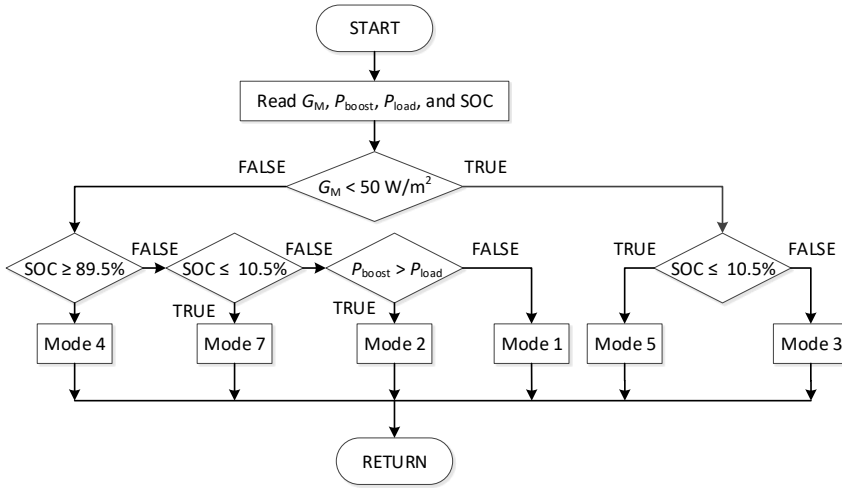 START
Read G_M, P_boost, P_load, and SOC
FALSE
TRUE
G_M < 50 W/m²
SOC ≥ 89.5%
FALSE
SOC ≤ 10.5%
FALSE
P_boost > P_load
FALSE
TRUE
SOC ≤ 10.5%
FALSE
TRUE
TRUE
Mode 4
Mode 7
Mode 2
Mode 1
Mode 5
Mode 3
RETURN